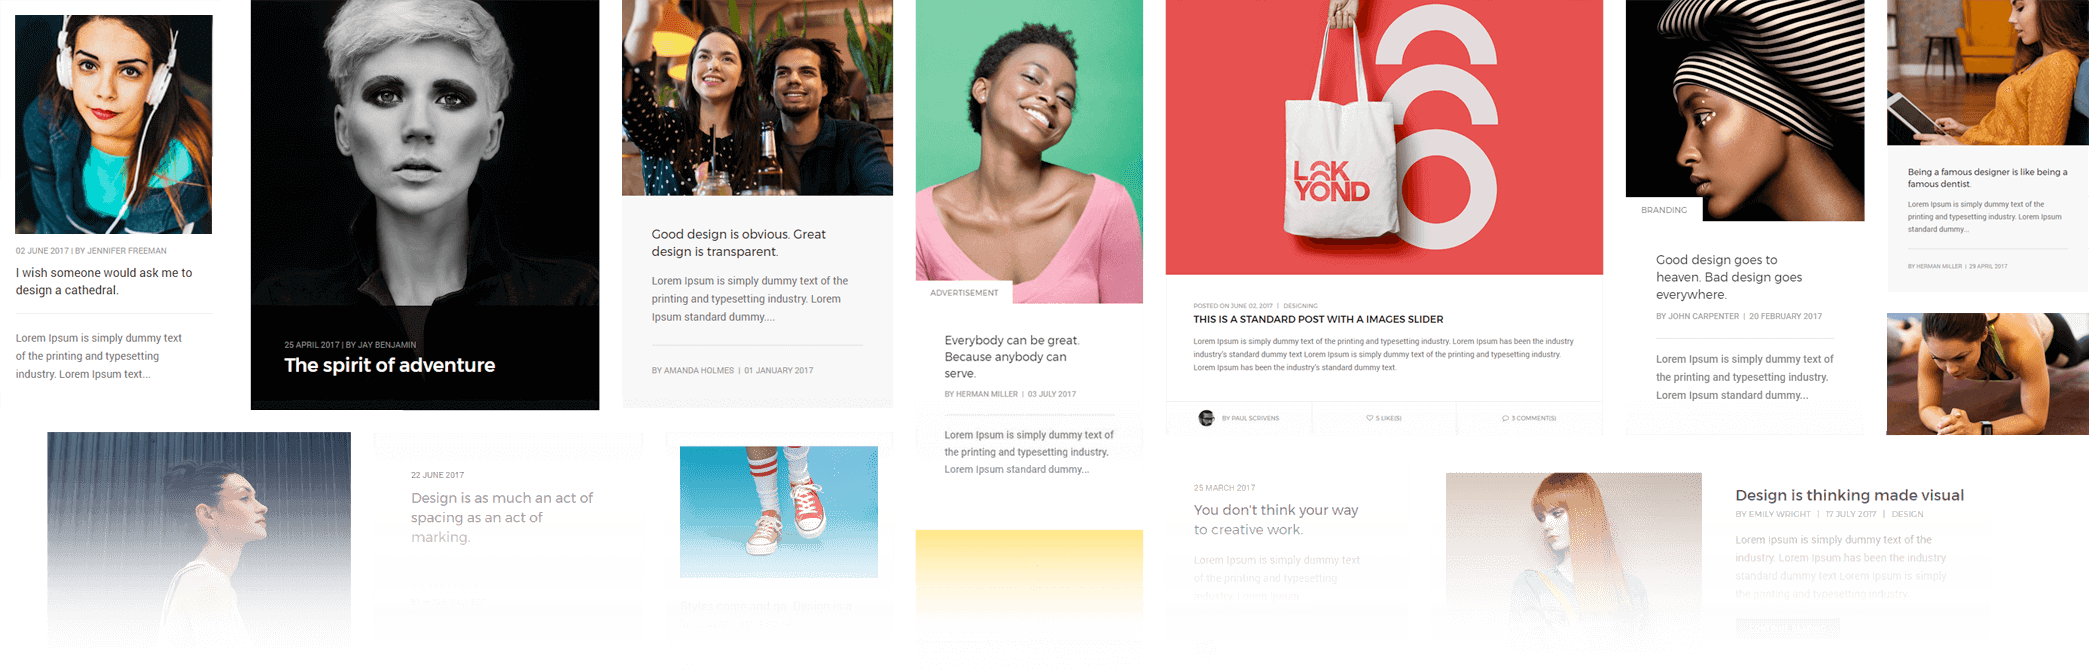 02 JUNE 2017 | BY JENNIFER FREEMAN
I wish someone would ask me to
design a cathedral.
Lorem Ipsum is simply dummy text
of the printing and typesetting
industry. Lorem Ipsum text...
25 APRIL 2017 | BY JAY BENJAMIN
The spirit of adventure
Good design is obvious. Great
design is transparent.
Lorem Ipsum is simply dummy text of the
printing and typesetting industry. Lorem
Ipsum standard dummy....
BY AMANDA HOLMES | 01 JANUARY 2017
ADVERTISEMENT
Everybody can be great.
Because anybody can
serve.
BY HERMAN MILLER | 03 JULY 2017
Lorem Ipsum is simply dummy text of
the printing and typesetting industry.
Lorem Ipsum standard dummy...
LOK
YOND
POSTED ON JUNE 02, 2017 | DESIGNING
THIS IS A STANDARD POST WITH A IMAGES SLIDER
Lorem Ipsum is simply dummy text of the printing and typesetting industry. Lorem Ipsum has been the industry
industry's standard dummy text Lorem Ipsum is simply dummy text of the printing and typesetting industry.
Lorem Ipsum has been the industry's standard dummy text.
BY PAUL SCRIVENS
5 LIKE(S)
3 COMMENT(S)
BRANDING
Good design goes to
heaven. Bad design goes
everywhere.
BY JOHN CARPENTER | 20 FEBRUARY 2017
Lorem Ipsum is simply dummy text of
the printing and typesetting industry.
Lorem Ipsum standard dummy...
Being a famous designer is like being a
famous dentist.
Lorem Ipsum is simply dummy text of the
printing and typesetting industry. Lorem Ipsum
standard dummy...
BY HERMAN MILLER | 29 APRIL 2017
22 JUNE 2017
Design is as much an act of
spacing as an act of
marking.
25 MARCH 2017
You don't think your way
to creative work.
Lorem Ipsum is simply dummy text
of the printing and typesetting
industry. Lorem Ipsum
Design is thinking made visual
BY EMILY WRIGHT | 17 JULY 2017 | DESIGN
Lorem Ipsum is simply dummy text of the
industry. Lorem Ipsum has been the industry
standard dummy text Lorem Ipsum is simply
the printing and typesetting industry